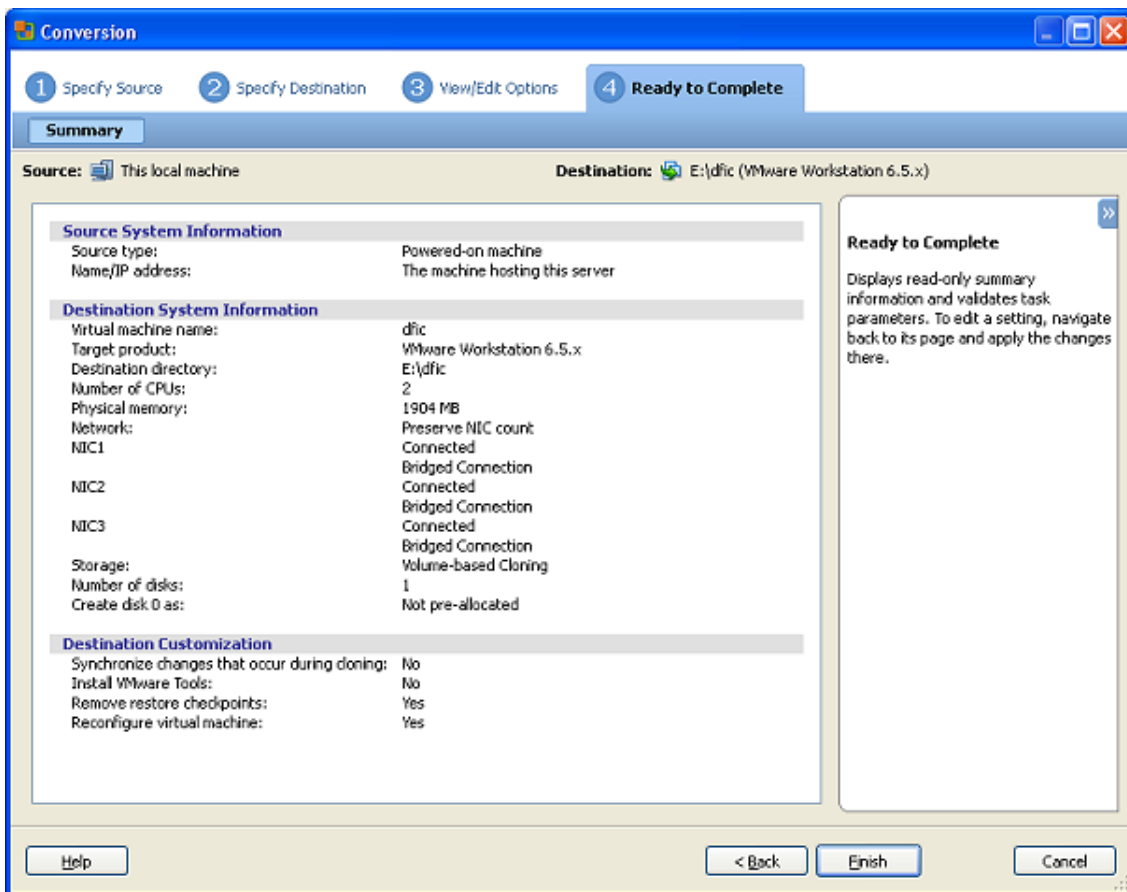 Conversion
1 Specify Source 2 Specify Destination 3 View/Edit Options 4 Ready to Complete
Summary
Source: This local machine Destination: E:\dfic (VMware Workstation 6.5.x)
Source System Information
Source type: Powered-on machine
Name/IP address: The machine hosting this server
Destination System Information
Virtual machine name: dfic
Target product: VMware Workstation 6.5.x
Destination directory: E:\dfic
Number of CPUs: 2
Physical memory: 1904 MB
Network: Preserve NIC count
NIC1 Connected
Bridged Connection
NIC2 Connected
Bridged Connection
NIC3 Connected
Bridged Connection
Storage: Volume-based Cloning
Number of disks: 1
Create disk 0 as: Not pre-allocated
Destination Customization
Synchronize changes that occur during cloning: No
Install VMware Tools: No
Remove restore checkpoints: Yes
Reconfigure virtual machine: Yes
»
Ready to Complete
Displays read-only summary
information and validates task
parameters. To edit a setting, navigate
back to its page and apply the changes
there.
Help < Back Finish Cancel